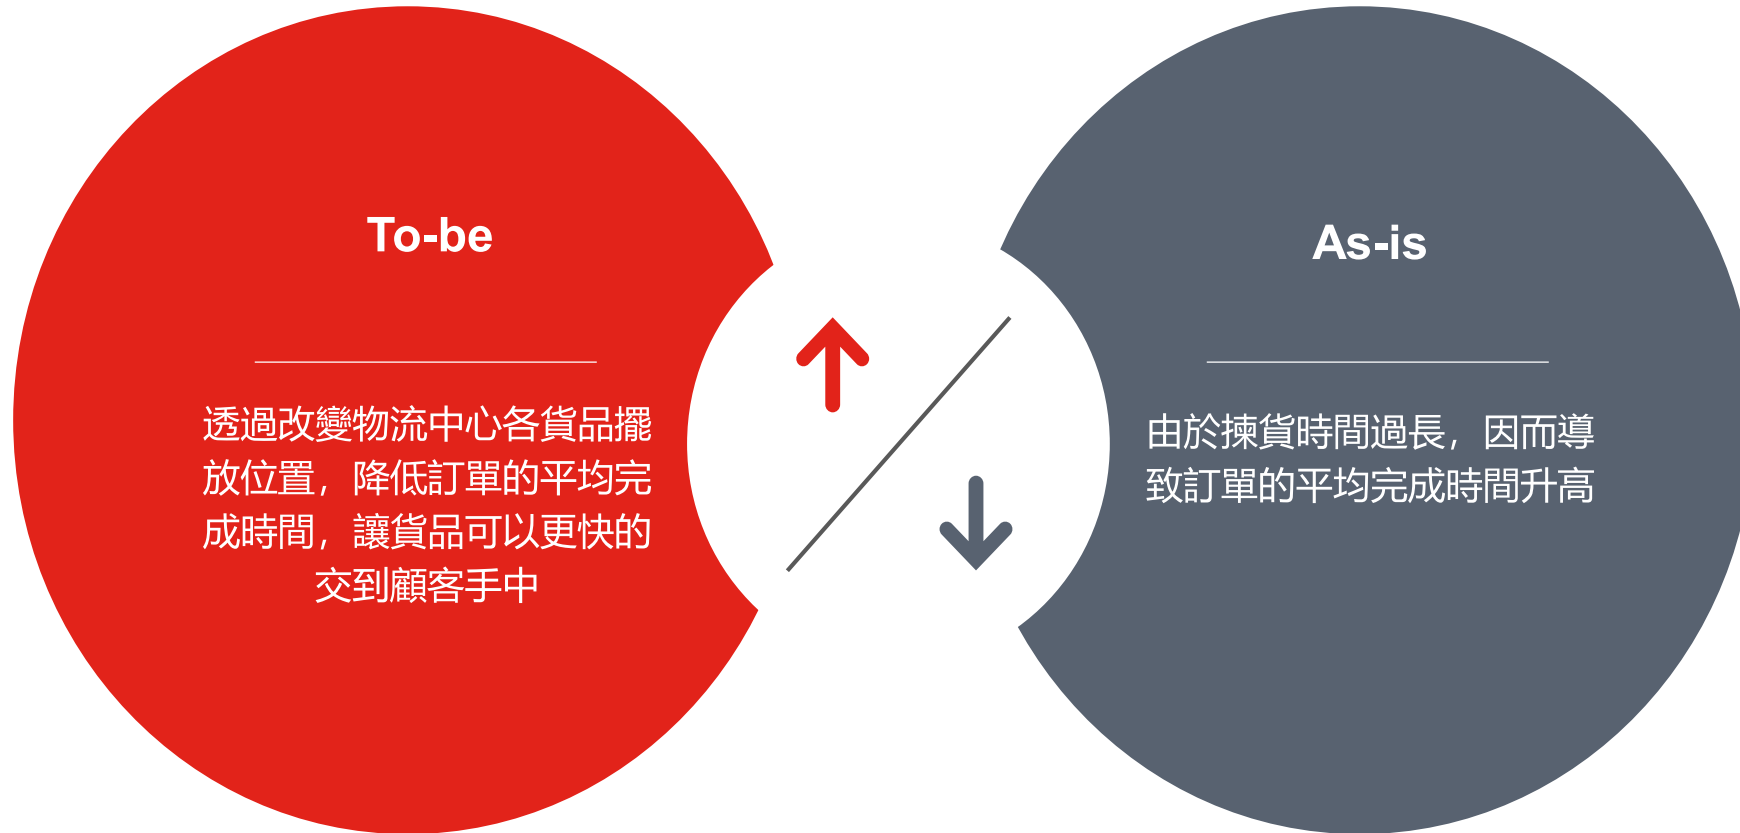 To-be
透過改變物流中心各貨品擺
放位置，降低訂單的平均完
成時間，讓貨品可以更快的
交到顧客手中
As-is
由於揀貨時間過長，因而導
致訂單的平均完成時間升高